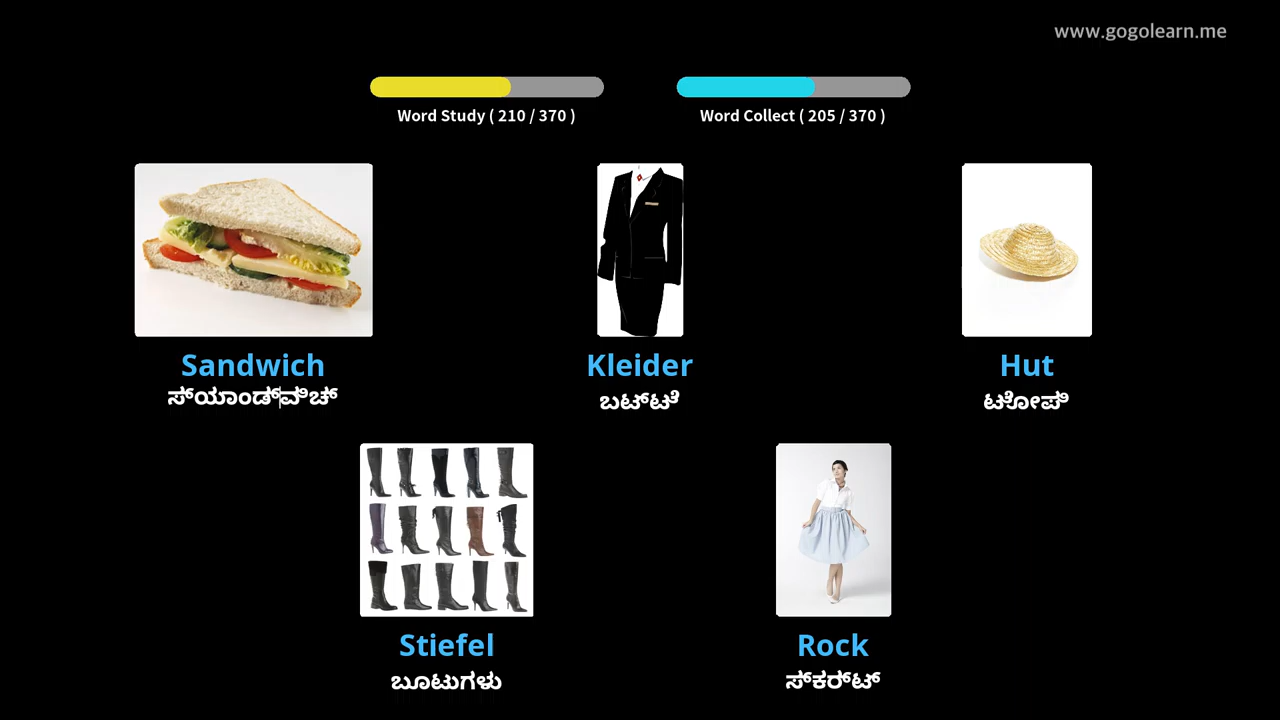 www.gogolearn.me
Word Study ( 210 / 370 )
Word Collect ( 205 / 370 )
Sandwich
ಸ್ಯಾಂಡ್‌ವಿಚ್
Kleider
ಬಟ್ಟೆ
Hut
ಟೋಪಿ
Stiefel
ಬೂಟುಗಳು
Rock
ಸ್ಕರ್ಟ್